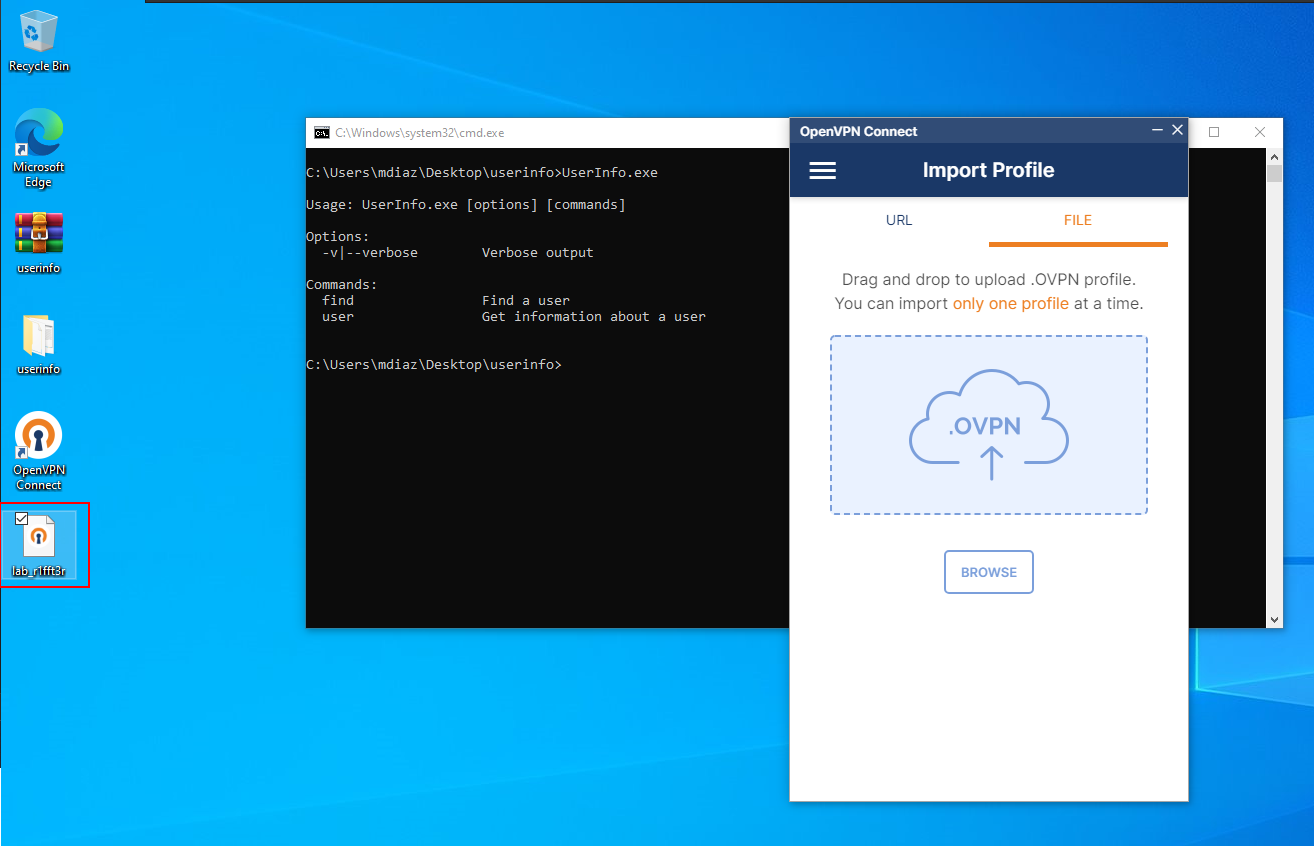 Recycle Bin
Microsoft
Edge
userinfo
userinfo
OpenVPN
Connect
lab_r1fft3r
C:\Windows\system32\cmd.exe
C:\Users\mdiaz\Desktop\userinfo>UserInfo.exe
Usage: UserInfo.exe [options] [commands]
Options:
-v|--verbose Verbose output
Commands:
find Find a user
user Get information about a user
C:\Users\mdiaz\Desktop\userinfo>
OpenVPN Connect
Import Profile
URL FILE
Drag and drop to upload .OVPN profile.
You can import only one profile at a time.
.OVPN
BROWSE